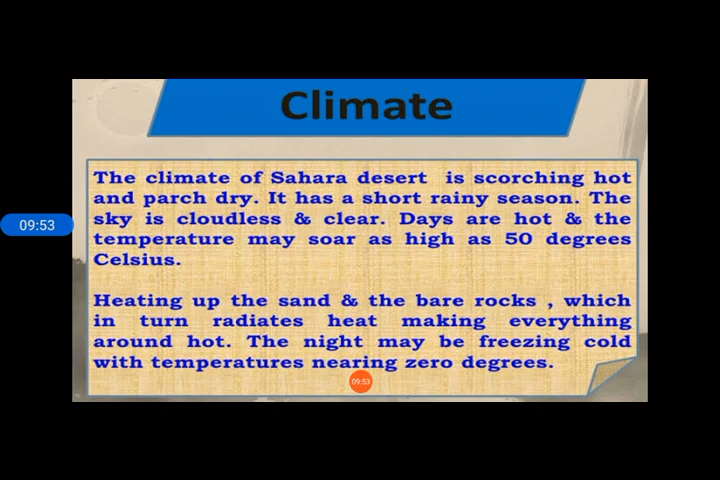 Climate
The climate of Sahara desert is scorching hot
and parch dry. It has a short rainy season. The
sky is cloudless & clear. Days are hot & the
09:53
temperature may soar as high as 50 degrees
Celsius.
Heating up the sand & the bare rocks , which
in turn radiates heat making everything
around hot. The night may be freezing cold
with temperatures nearing zero degrees.
09:53